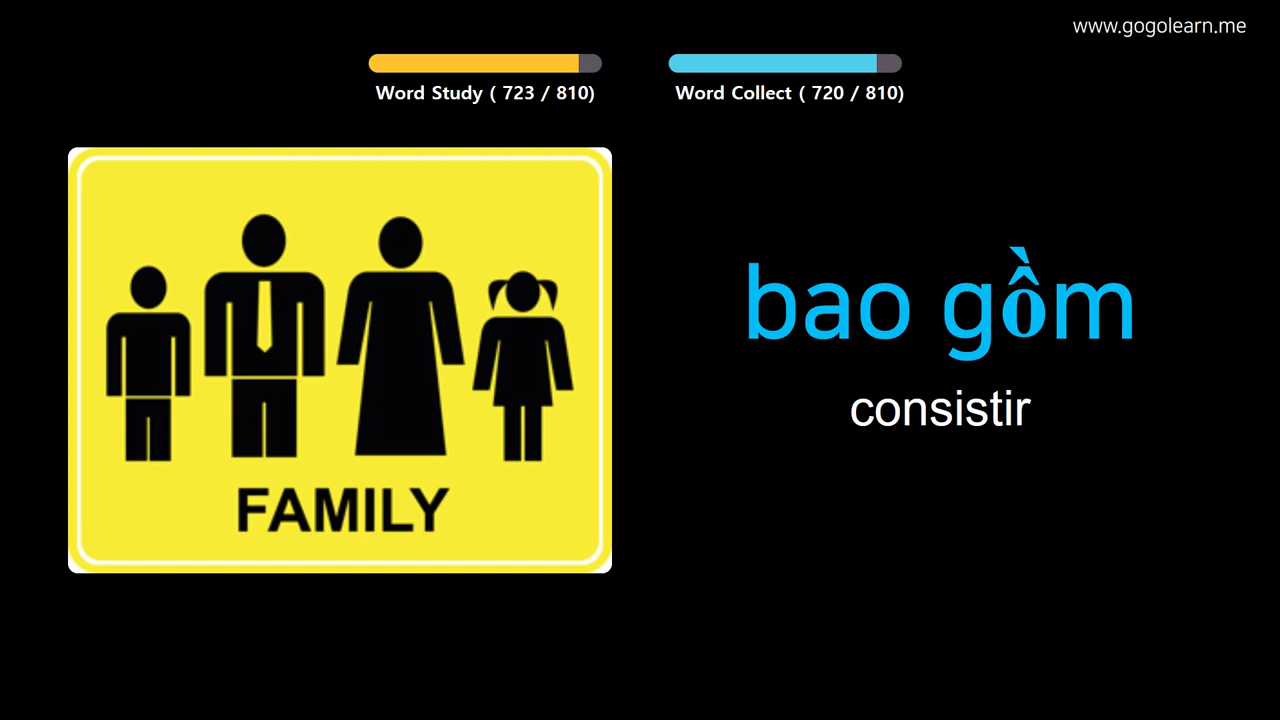 www.gogolearn.me
Word Study ( 723 / 810)
Word Collect ( 720 / 810)
FAMILY
bao gồm
consistir